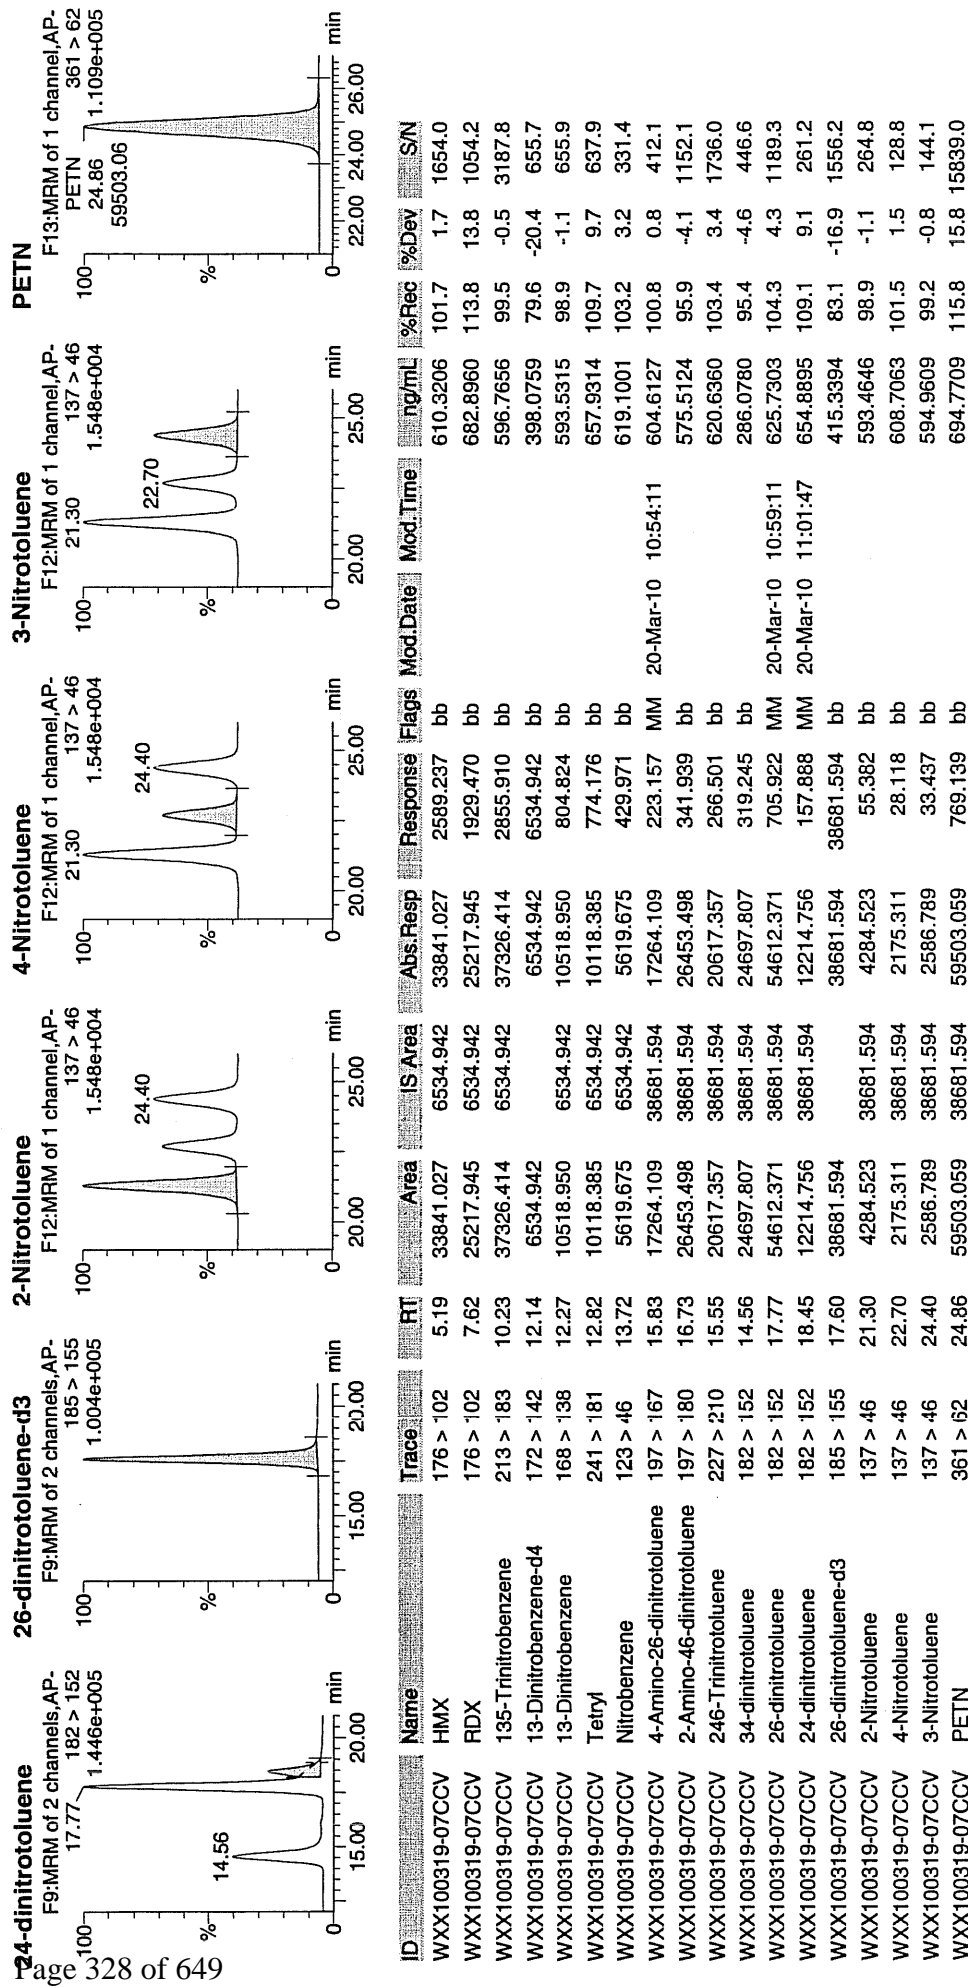 24-dinitrotoluene
F9:MRM of 2 channels,AP-
182 > 152
1.446e+005
17.77
14.56
100
%
0
15.00
20.00
min
26-dinitrotoluene-d3
F9:MRM of 2 channels,AP-
185 > 155
1.004e+005
100
%
0
15.00
20.00
min
2-Nitrotoluene
F12:MRM of 1 channel,AP-
137 > 46
1.548e+004
24.40
100
%
0
20.00
25.00
min
4-Nitrotoluene
F12:MRM of 1 channel,AP-
21.30
137 > 46
1.548e+004
24.40
100
%
0
20.00
25.00
min
3-Nitrotoluene
F12:MRM of 1 channel,AP-
21.30
137 > 46
1.548e+004
22.70
100
%
0
20.00
25.00
min
PETN
F13:MRM of 1 channel,AP-
PETN
24.86
59503.06
361 > 62
1.109e+005
100
%
0
22.00
24.00
26.00
min
ID Name Trace RT Area IS Area Abs.Resp Response Flags Mod.Date Mod.Time ng/mL %Rec %Dev S/N
WXX100319-07CCV HMX 176 > 102 5.19 33841.027 6534.942 33841.027 2589.237 bb 610.3206 101.7 1.7 1654.0
WXX100319-07CCV RDX 176 > 102 7.62 25217.945 6534.942 25217.945 1929.470 bb 682.8960 113.8 13.8 1054.2
WXX100319-07CCV 135-Trinitrobenzene 213 > 183 10.23 37326.414 6534.942 37326.414 2855.910 bb 596.7656 99.5 -0.5 3187.8
WXX100319-07CCV 13-Dinitrobenzene-d4 172 > 142 12.14 6534.942 6534.942 6534.942 bb 398.0759 79.6 -20.4 655.7
WXX100319-07CCV 13-Dinitrobenzene 168 > 138 12.27 10518.950 6534.942 10518.950 804.824 bb 593.5315 98.9 -1.1 655.9
WXX100319-07CCV Tetryl 241 > 181 12.82 10118.385 6534.942 10118.385 774.176 bb 657.9314 109.7 9.7 637.9
WXX100319-07CCV Nitrobenzene 123 > 46 13.72 5619.675 6534.942 5619.675 429.971 bb 619.1001 103.2 3.2 331.4
WXX100319-07CCV 4-Amino-26-dinitrotoluene 197 > 167 15.83 17264.109 38681.594 17264.109 223.157 MM 20-Mar-10 10:54:11 604.6127 100.8 0.8 412.1
WXX100319-07CCV 2-Amino-46-dinitrotoluene 197 > 180 16.73 26453.498 38681.594 26453.498 341.939 bb 575.5124 95.9 -4.1 1152.1
WXX100319-07CCV 246-Trinitrotoluene 227 > 210 15.55 20617.357 38681.594 20617.357 266.501 bb 620.6360 103.4 3.4 1736.0
WXX100319-07CCV 34-dinitrotoluene 182 > 152 14.56 24697.807 38681.594 24697.807 319.245 bb 286.0780 95.4 -4.6 446.6
WXX100319-07CCV 26-dinitrotoluene 182 > 152 17.77 54612.371 38681.594 54612.371 705.922 MM 20-Mar-10 10:59:11 625.7303 104.3 4.3 1189.3
WXX100319-07CCV 24-dinitrotoluene 182 > 152 18.45 12214.756 38681.594 12214.756 157.888 MM 20-Mar-10 11:01:47 654.8895 109.1 9.1 261.2
WXX100319-07CCV 26-dinitrotoluene-d3 185 > 155 17.60 38681.594 38681.594 38681.594 bb 415.3394 83.1 -16.9 1556.2
WXX100319-07CCV 2-Nitrotoluene 137 > 46 21.30 4284.523 38681.594 4284.523 55.382 bb 593.4646 98.9 -1.1 264.8
WXX100319-07CCV 4-Nitrotoluene 137 > 46 22.70 2175.311 38681.594 2175.311 28.118 bb 608.7063 101.5 1.5 128.8
WXX100319-07CCV 3-Nitrotoluene 137 > 46 24.40 2586.789 38681.594 2586.789 33.437 bb 594.9609 99.2 -0.8 144.1
WXX100319-07CCV PETN 361 > 62 24.86 59503.059 38681.594 59503.059 769.139 bb 694.7709 115.8 15.8 15839.0
Page 328 of 649